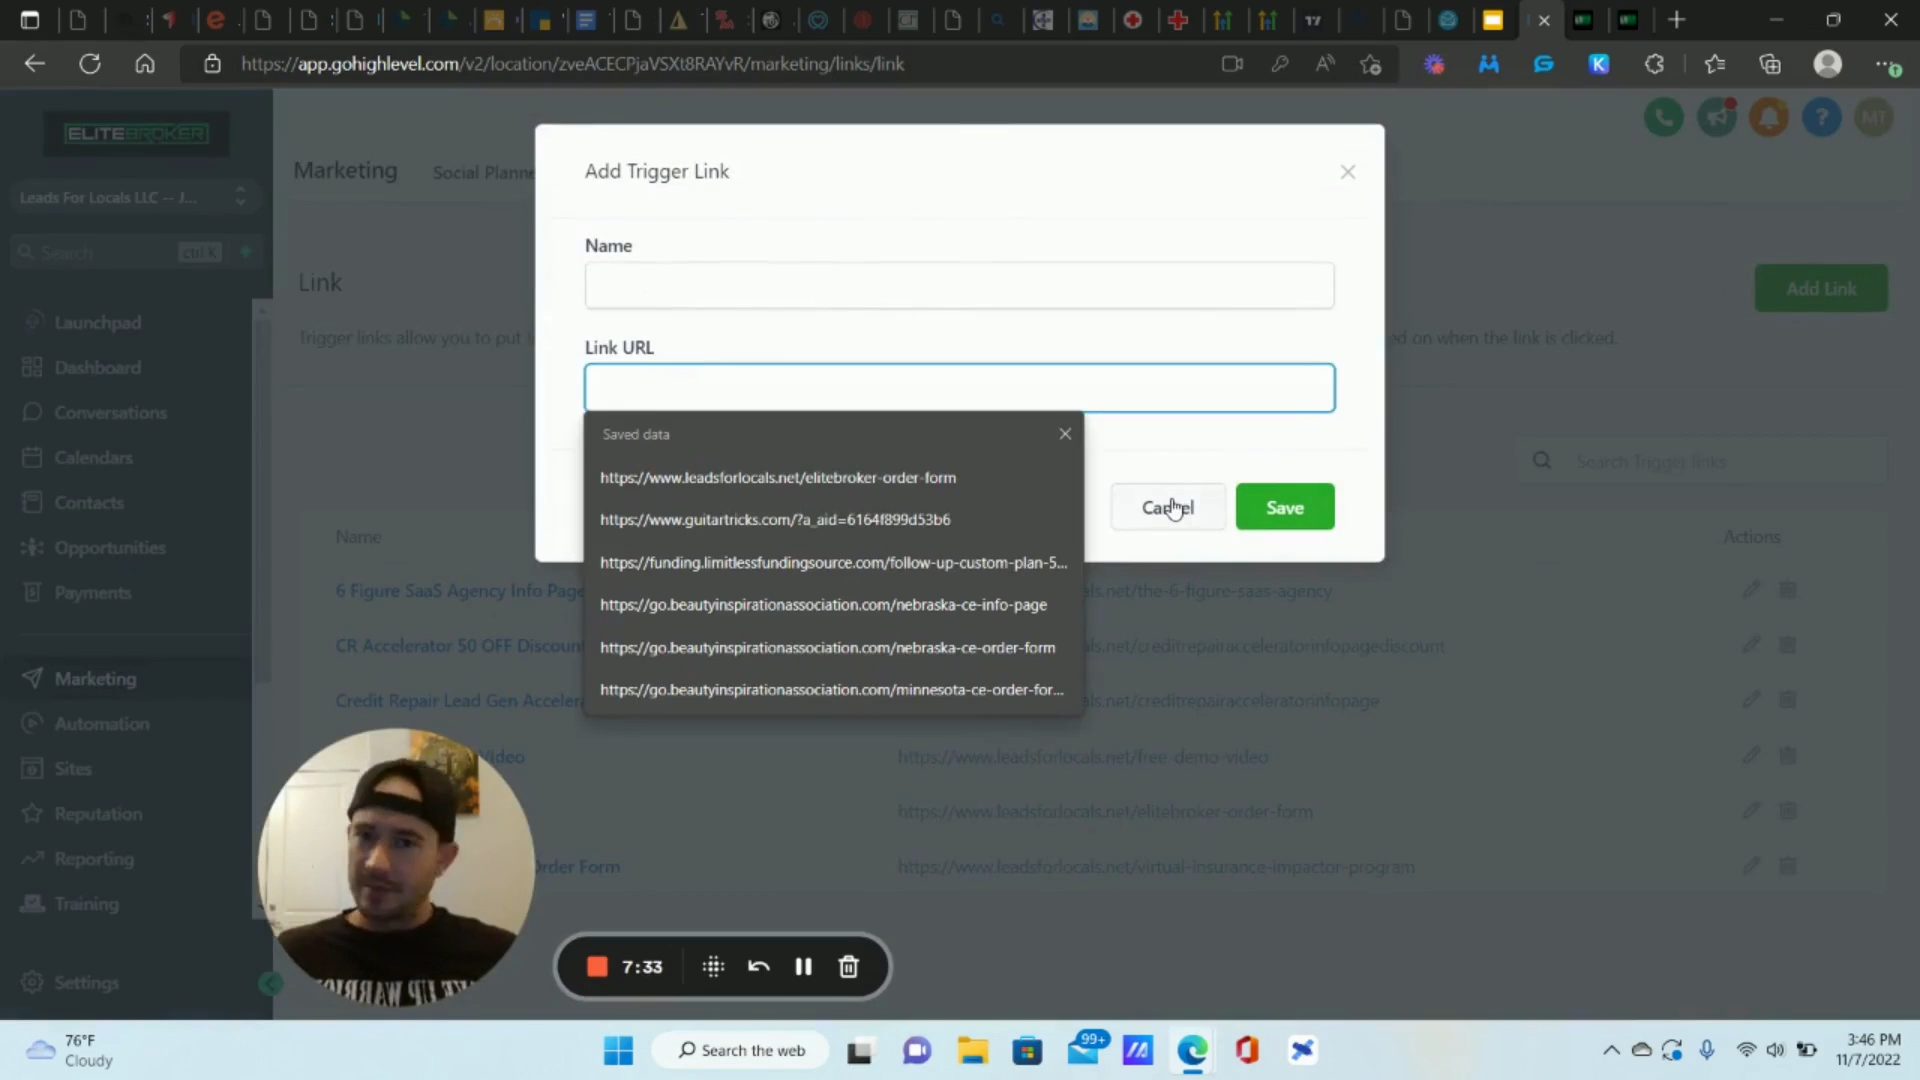 https://app.gohighlevel.com/v2/location/zveACECPjaVSXt8RAYvR/marketing/links/link
ELITEBROKER
Marketing
Social Planne
MT
Leads For Locals LLC -- J...
Search
ctrl K
Launchpad
Dashboard
Conversations
Calendars
Contacts
Opportunities
Payments
Marketing
Automation
Sites
Reputation
Reporting
Training
Settings
Link
Add Link
Trigger links allow you to put
ed on when the link is clicked.
Search Trigger links
Add Trigger Link
Name
Link URL
Saved data
https://www.leadsforlocals.net/elitebroker-order-form
https://www.guitartricks.com/?a_aid=6164f899d53b6
https://funding.limitlessfundingsource.com/follow-up-custom-plan-5...
https://go.beautyinspirationassociation.com/nebraska-ce-info-page
https://go.beautyinspirationassociation.com/nebraska-ce-order-form
https://go.beautyinspirationassociation.com/minnesota-ce-order-for...
Cancel
Save
Name
Actions
6 Figure SaaS Agency Info Page
als.net/the-6-figure-saas-agency
CR Accelerator 50 OFF Discoun
als.net/creditrepairacceleratorinfopagediscount
Credit Repair Lead Gen Acceler
als.net/creditrepairacceleratorinfopage
Video
https://www.leadsforlocals.net/free-demo-video
https://www.leadsforlocals.net/elitebroker-order-form
Order Form
https://www.leadsforlocals.net/virtual-insurance-impactor-program
7:33
76°F
Cloudy
Search the web
99+
3:46 PM
11/7/2022